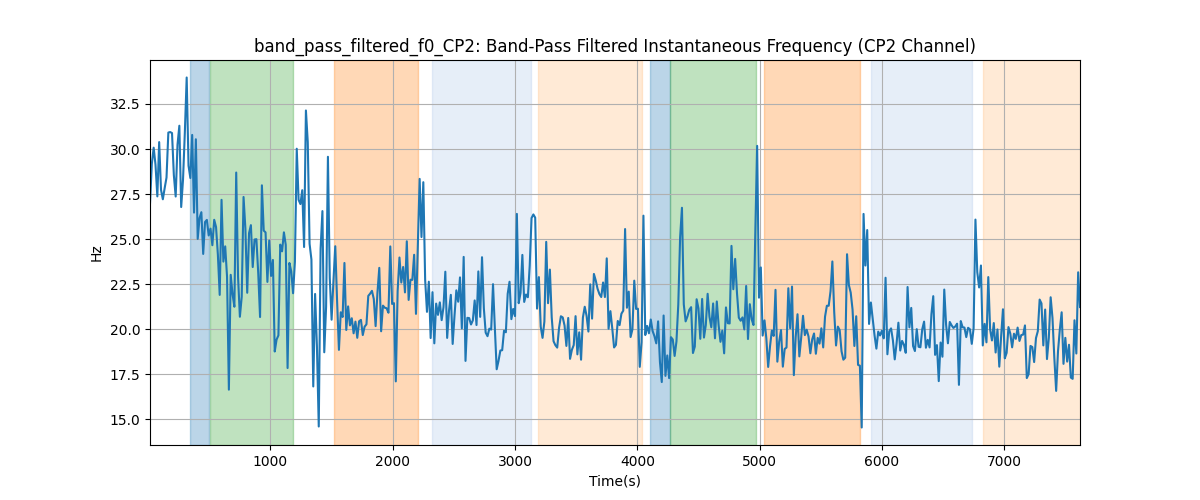 band_pass_filtered_f0_CP2: Band-Pass Filtered Instantaneous Frequency (CP2 Channel)
32.5
30.0
27.5
25.0
22.5
20.0
17.5
15.0
Hz
1000 2000 3000 4000 5000 6000 7000
Time(s)